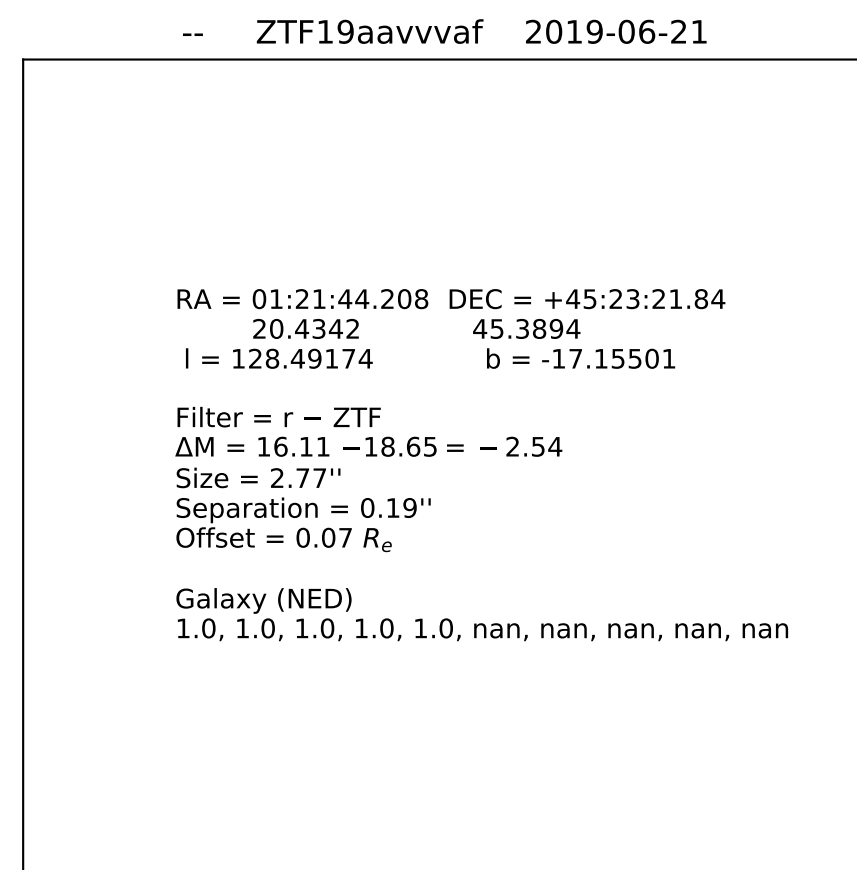 -- ZTF19aavvvaf 2019-06-21
RA = 01:21:44.208 DEC = +45:23:21.84
20.4342 45.3894
l = 128.49174 b = -17.15501
Filter = r − ZTF
ΔM = 16.11 −18.65 = − 2.54
Size = 2.77''
Separation = 0.19''
Offset = 0.07 Re
Galaxy (NED)
1.0, 1.0, 1.0, 1.0, 1.0, nan, nan, nan, nan, nan